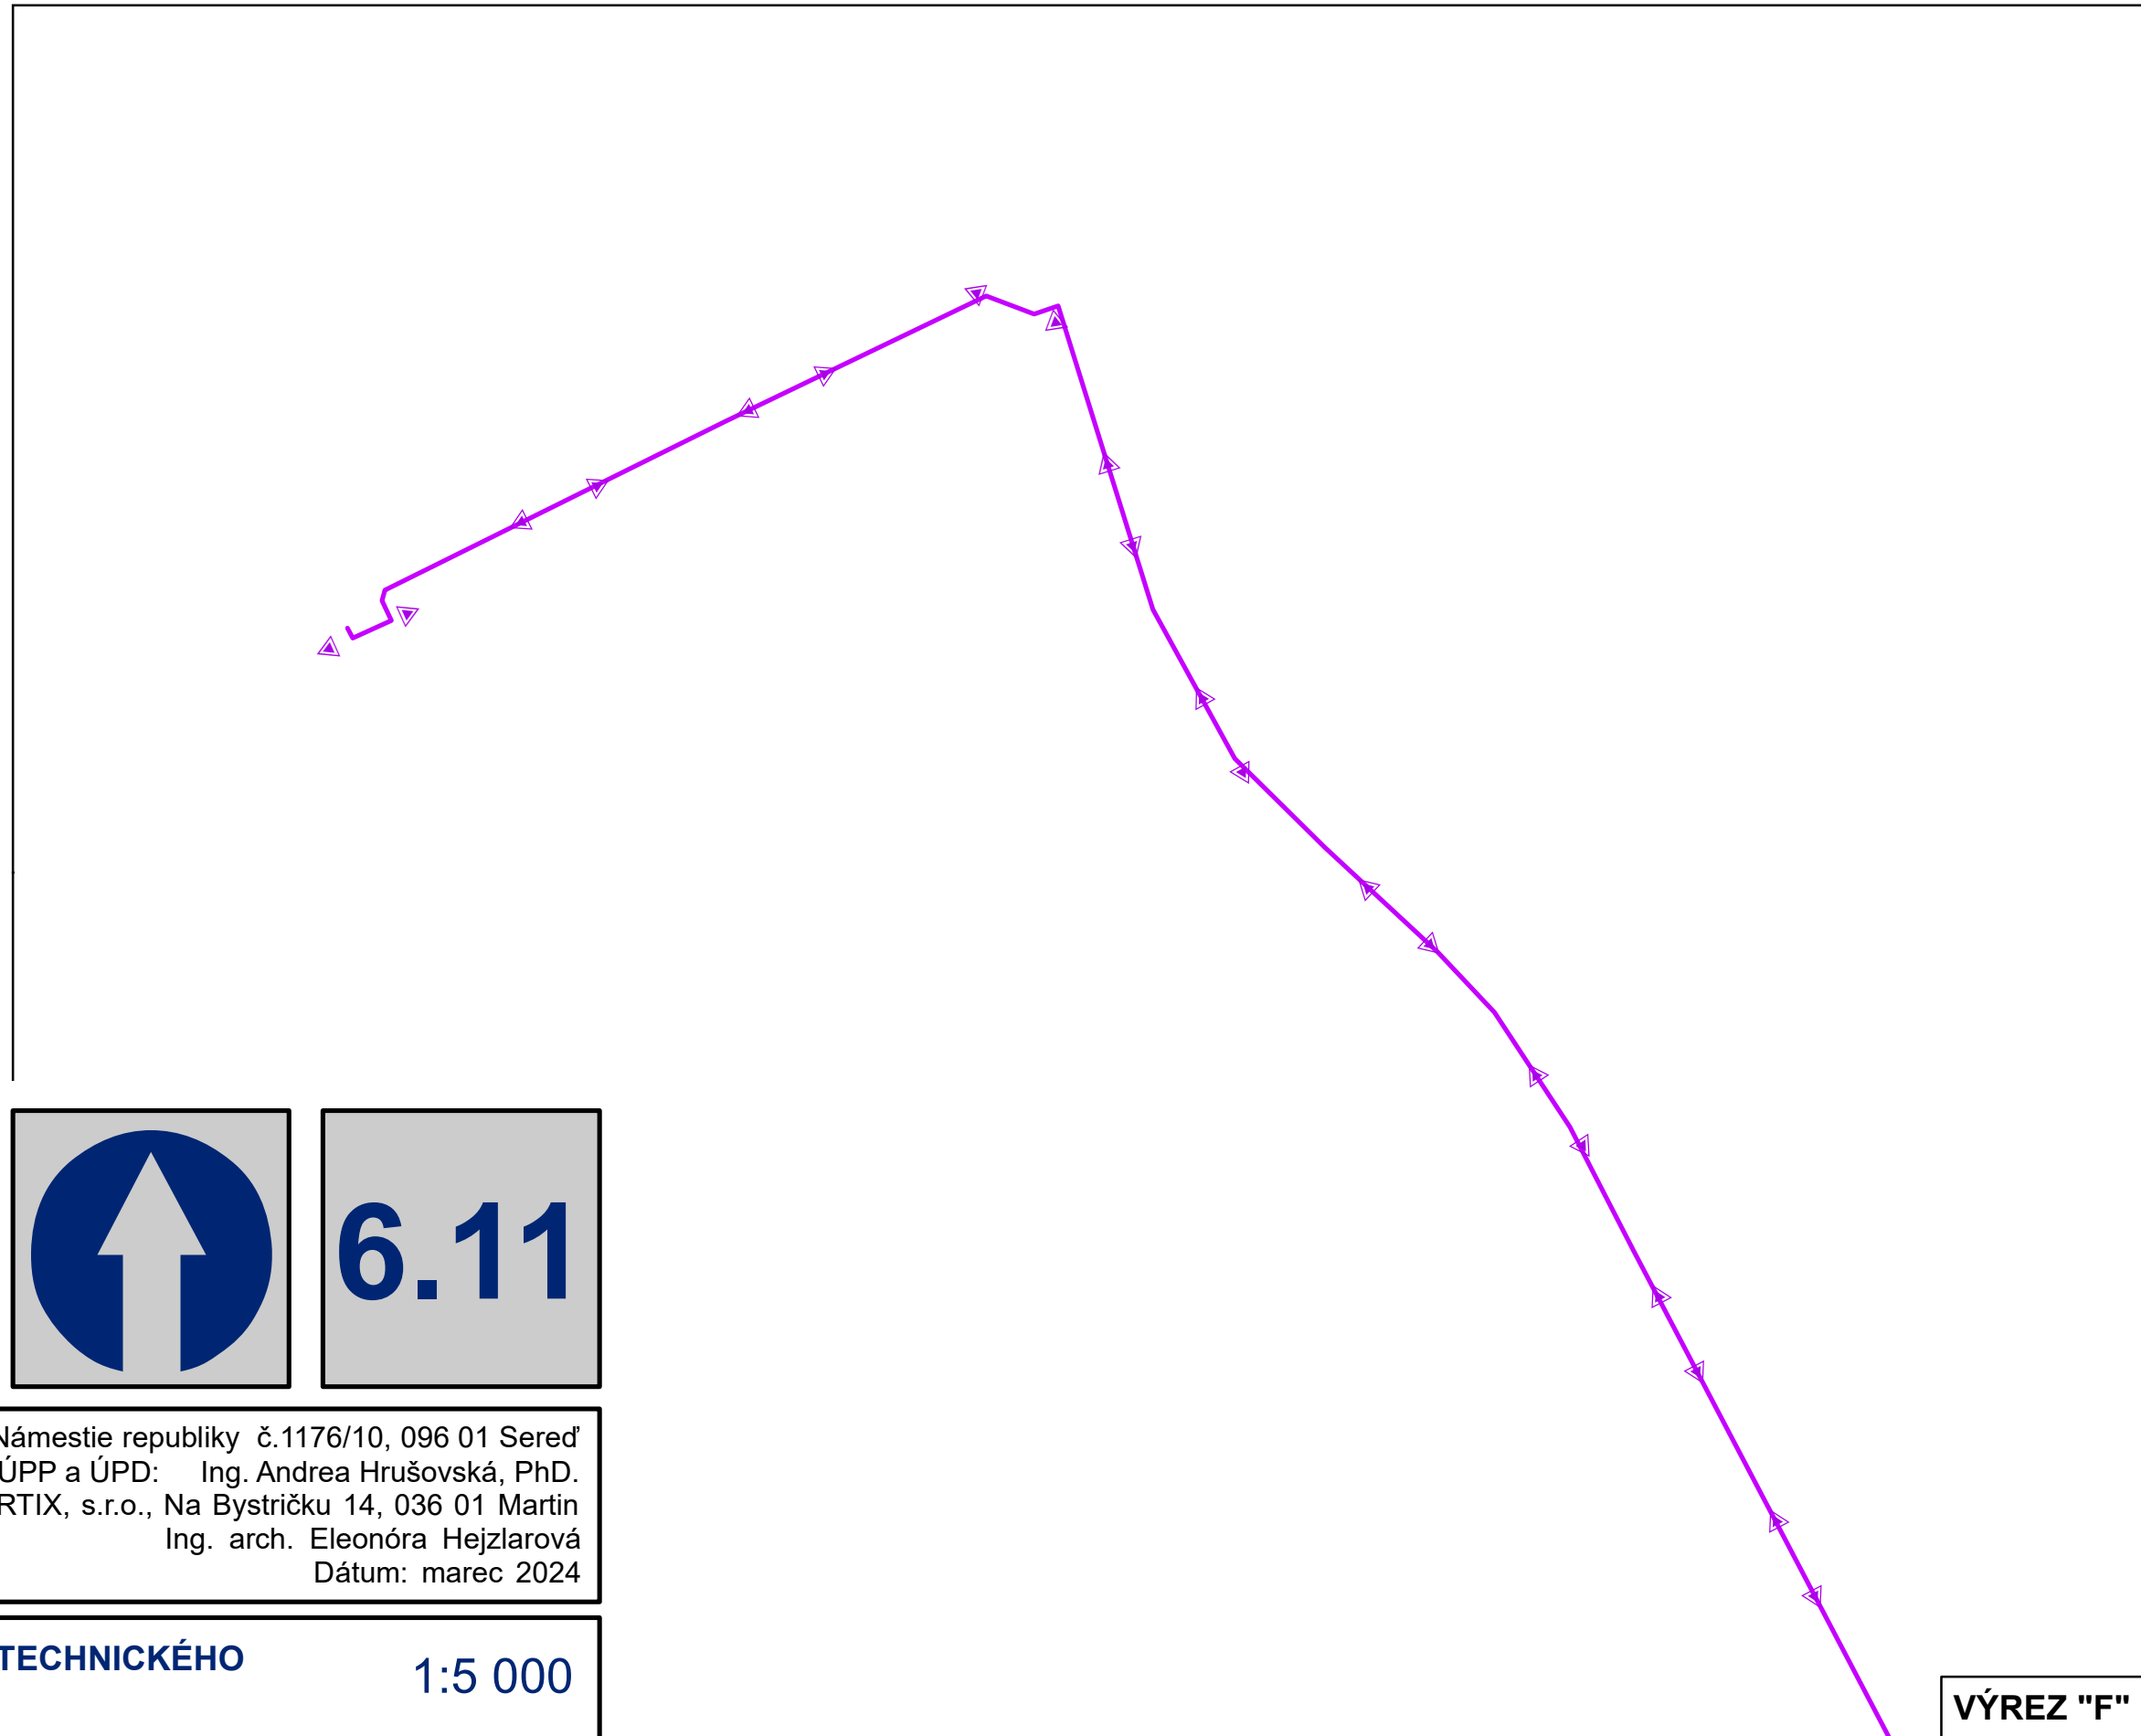 6.11
Námestie republiky č.1176/10, 096 01 Sereď
ÚPP a ÚPD: Ing. Andrea Hrušovská, PhD.
RTIX, s.r.o., Na Bystričku 14, 036 01 Martin
Ing. arch. Eleonóra Hejzlarová
Dátum: marec 2024
TECHNICKÉHO
1:5 000
VÝREZ "F"